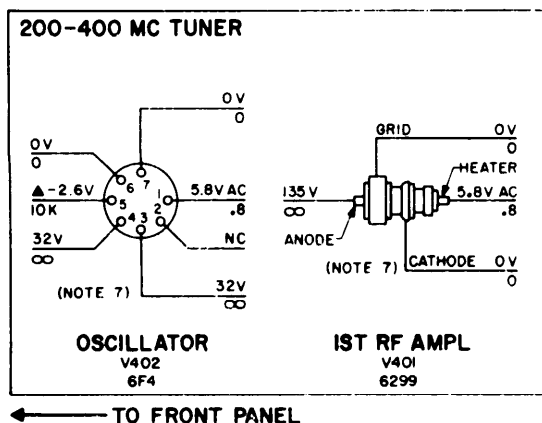 200-400 MC TUNER
0V
0
0V
0
▲-2.6V
10K
32V
∞
6
7
5
1
4
3
2
5.8V AC
.8
NC
(NOTE 7)
32V
∞
OSCILLATOR
V402
6F4
GRID
0V
0
HEATER
135V
∞
5.8V AC
.8
ANODE
(NOTE 7)
CATHODE
0V
0
IST RF AMPL
V401
6299
TO FRONT PANEL